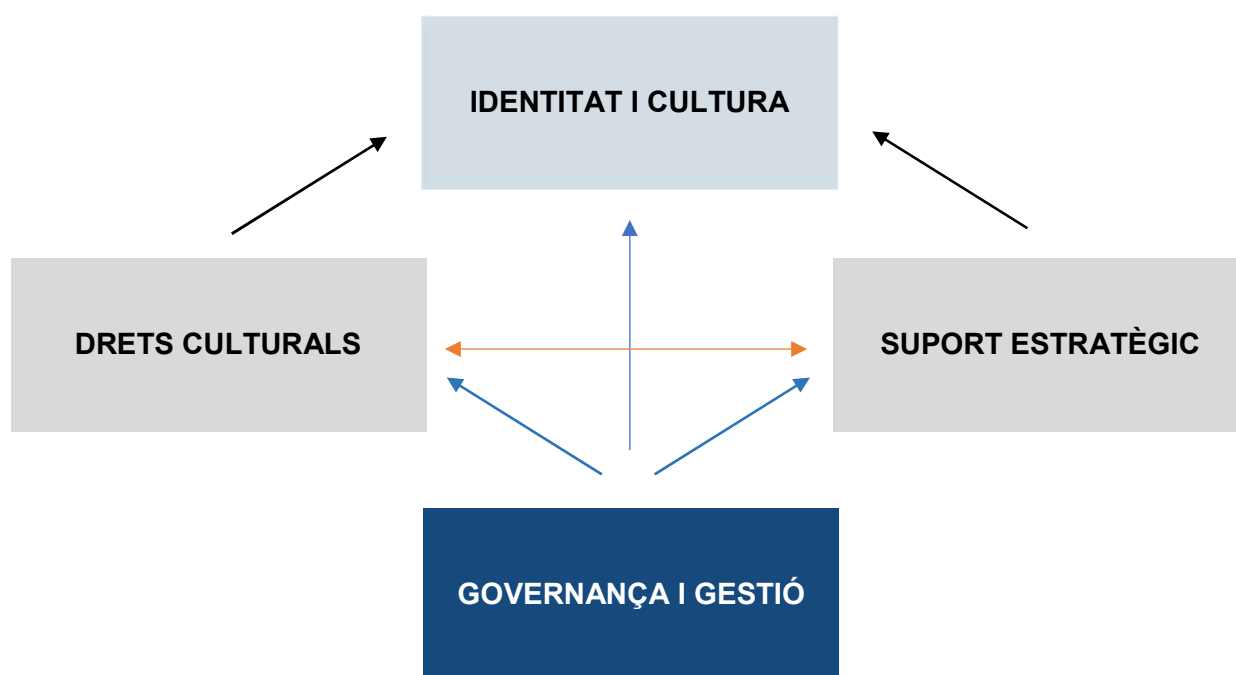 IDENTITAT I CULTURA
DRETS CULTURALS
SUPORT ESTRATÈGIC
GOVERNANÇA I GESTIÓ